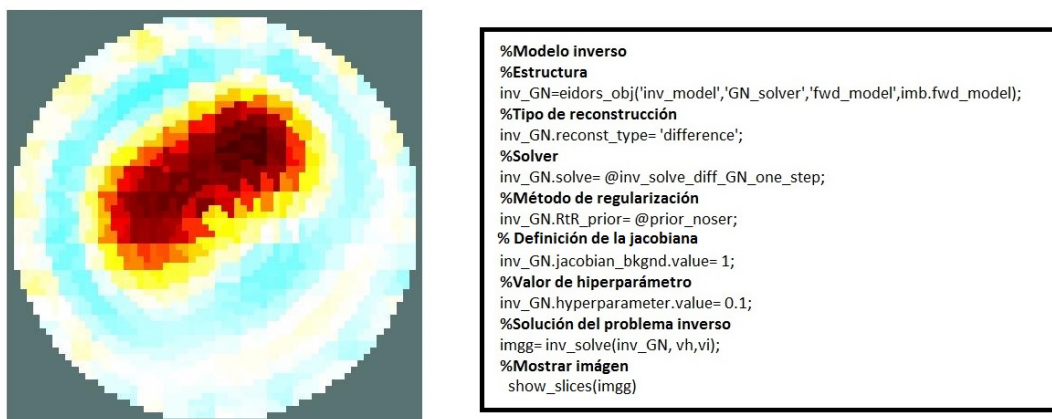 %Modelo inverso
%Estructura
inv_GN=eidors_obj('inv_model','GN_solver','fwd_model',imb.fwd_model);
%Tipo de reconstrucción
inv_GN.reconst_type= 'difference';
%Solver
inv_GN.solve= @inv_solve_diff_GN_one_step;
%Método de regularización
inv_GN.RtR_prior= @prior_noser;
% Definición de la jacobiana
inv_GN.jacobian_bkgnd.value= 1;
%Valor de hiperparámetro
inv_GN.hyperparameter.value= 0.1;
%Solución del problema inverso
imgg= inv_solve(inv_GN, vh,vi);
%Mostrar imágen
show_slices(imgg)